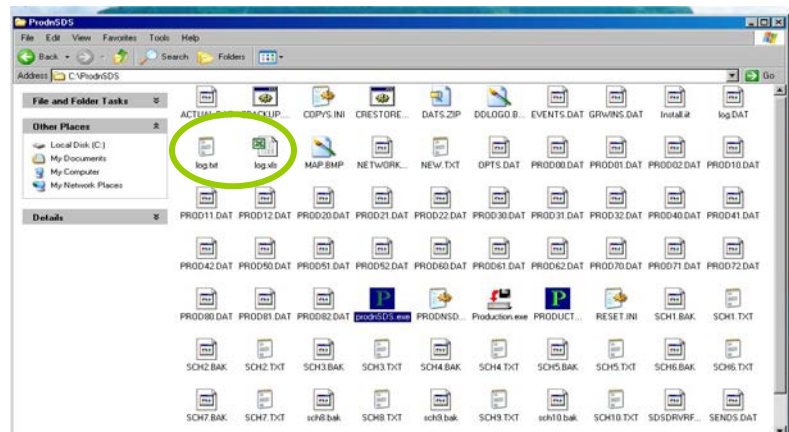 ProdnSDS
File Edit View Favorites Tools Help
Back Search Folders
Address C:\ProdnSDS Go
File and Folder Tasks
Other Places
Local Disk (C:)
My Documents
My Computer
My Network Places
Details
COPYS.INI CRESTORE... DATS.ZIP DDLOGO.B... EVENTS.DAT GRWINS.DAT Install.it log.DAT
log.txt log.xls MAP.BMP NETWORK... NEW.TXT OPTS.DAT PROD00.DAT PROD01.DAT PROD02.DAT PROD10.DAT
PROD11.DAT PROD12.DAT PROD20.DAT PROD21.DAT PROD22.DAT PROD30.DAT PROD31.DAT PROD32.DAT PROD40.DAT PROD41.DAT
PROD42.DAT PROD50.DAT PROD51.DAT PROD52.DAT PROD60.DAT PROD61.DAT PROD62.DAT PROD70.DAT PROD71.DAT PROD72.DAT
PROD80.DAT PROD81.DAT PROD82.DAT prodnSDS.exe PRODNSD... Production.exe PRODUCT... RESET.INI SCH1.BAK SCH1.TXT
SCH2.BAK SCH2.TXT SCH3.BAK SCH3.TXT SCH4.BAK SCH4.TXT SCH5.BAK SCH5.TXT SCH6.BAK SCH6.TXT
SCH7.BAK SCH7.TXT sch8.bak SCH8.TXT sch9.bak SCH9.TXT sch10.bak SCH10.TXT SDSDRVRF... SENDS.DAT